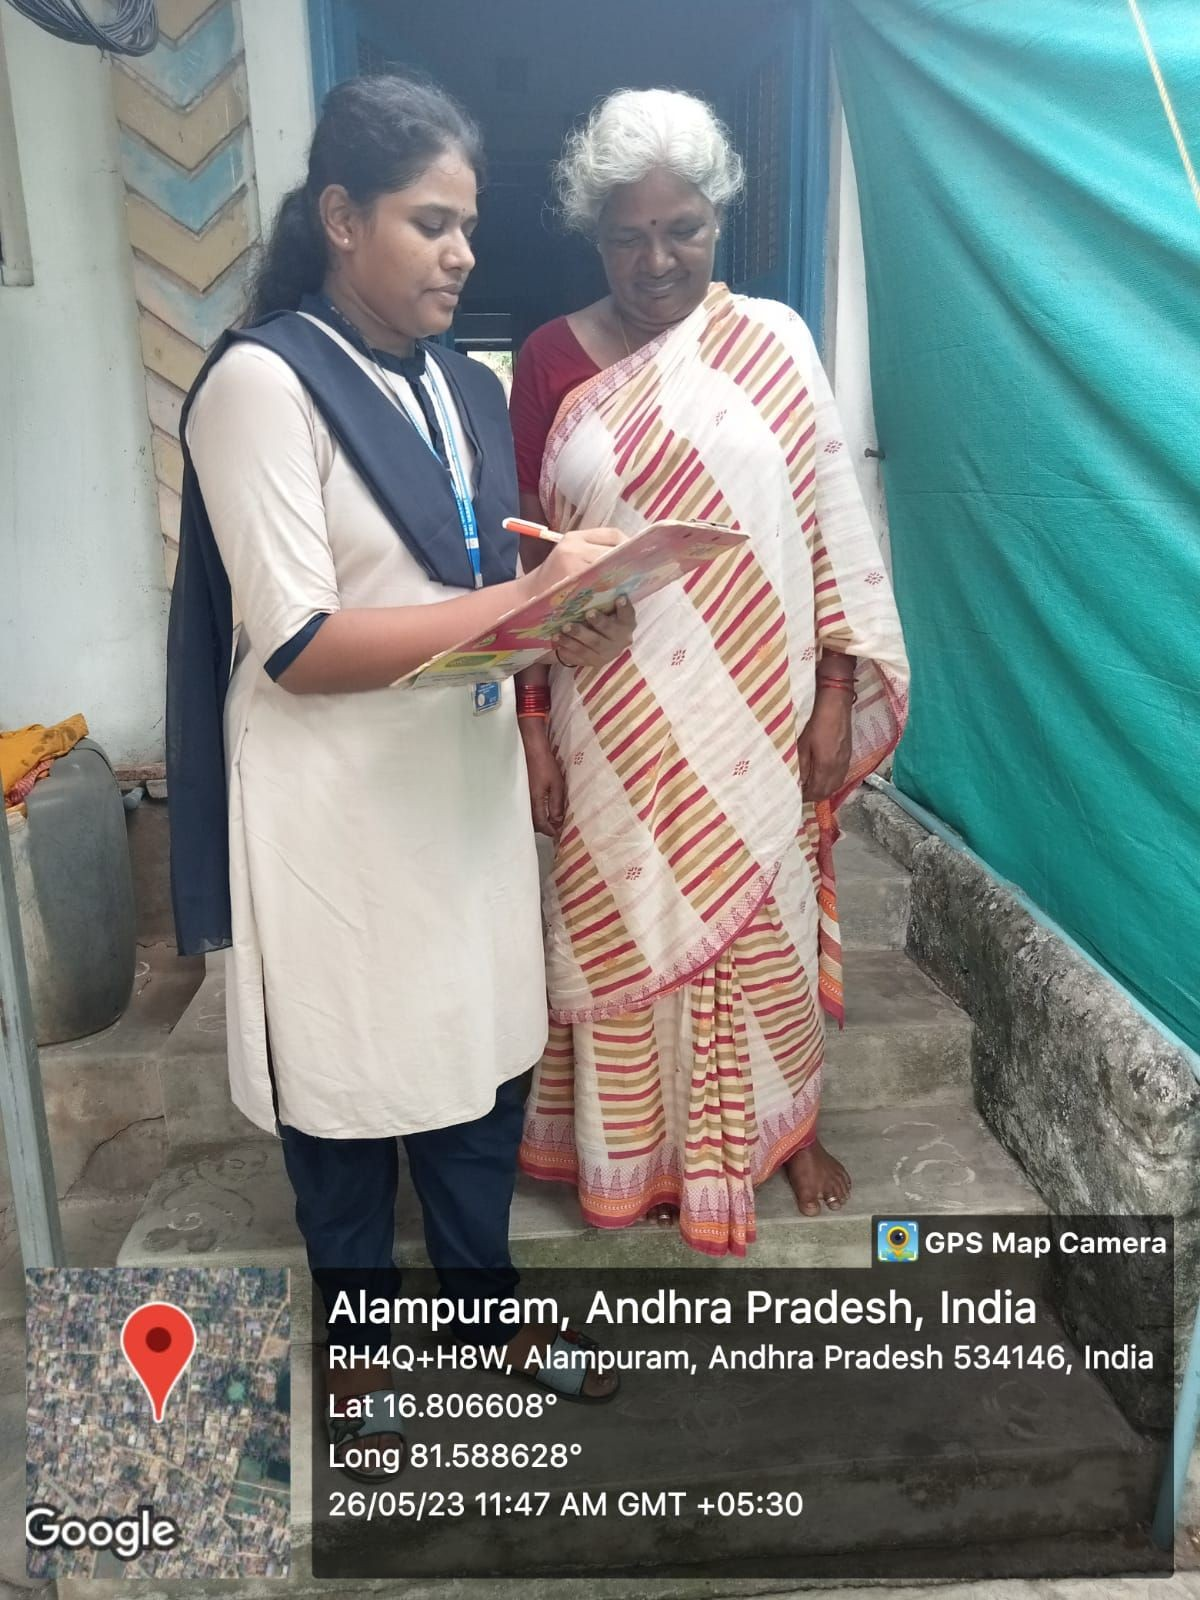 GPS Map Camera
Alampuram, Andhra Pradesh, India
RH4Q+H8W, Alampuram, Andhra Pradesh 534146, India
Lat 16.806608°
Long 81.588628°
26/05/23 11:47 AM GMT +05:30
Google